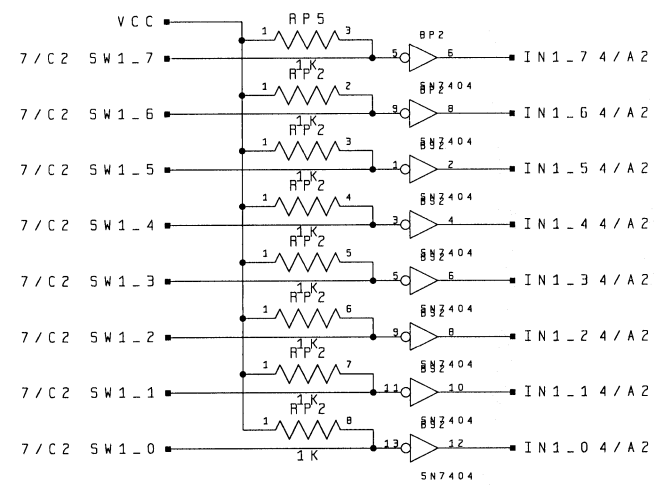 VCC
RP5
BP2
1 3
7/C2 SW1_7 5 6 IN1_7 4/A2
1K SN7404
RP2 BP2
1 2
7/C2 SW1_6 9 8 IN1_6 4/A2
1K SN7404
RP2
1 3
7/C2 SW1_5 1 2 IN1_5 4/A2
1K SN7404
RP2
1 4
7/C2 SW1_4 3 4 IN1_4 4/A2
1K SN7404
RP2
1 5
7/C2 SW1_3 5 6 IN1_3 4/A2
1K SN7404
RP2
1 6
7/C2 SW1_2 9 8 IN1_2 4/A2
1K SN7404
RP2
1 7
7/C2 SW1_1 11 10 IN1_1 4/A2
1K SN7404
RP2
1 8
7/C2 SW1_0 13 12 IN1_0 4/A2
1K
SN7404